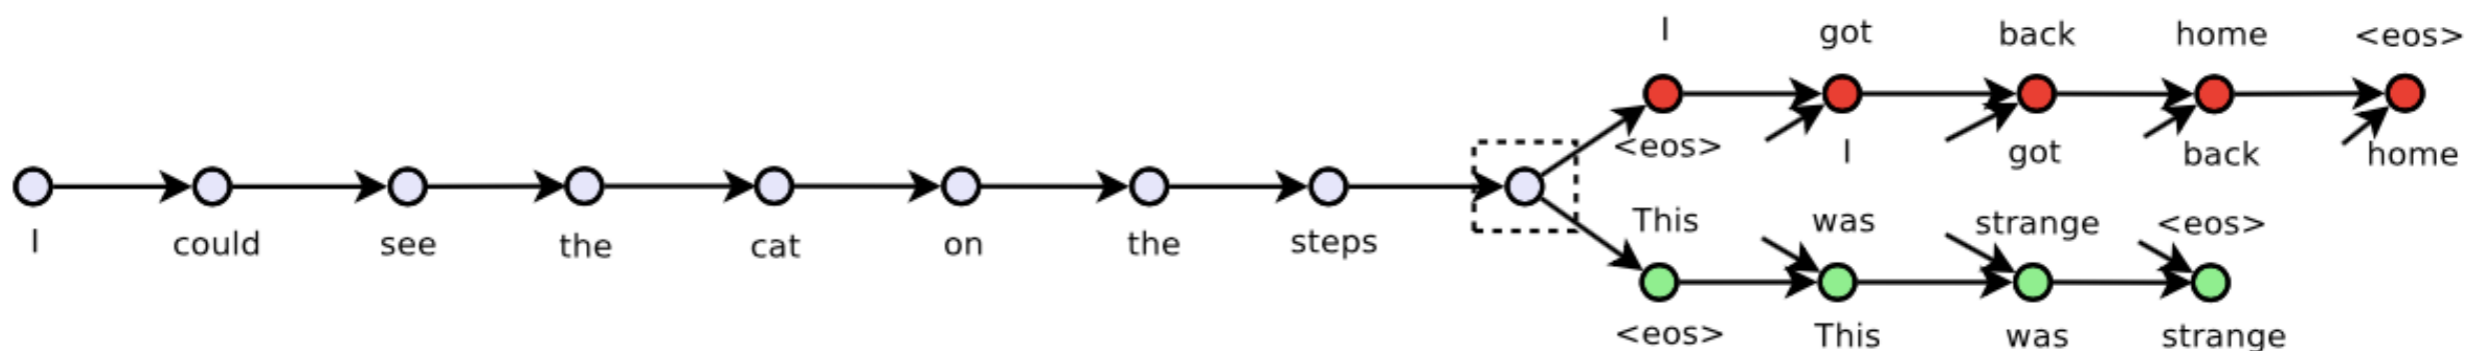 I got back home <eos>
<eos> I got back home
I could see the cat on the steps
This was strange <eos>
<eos> This was strange